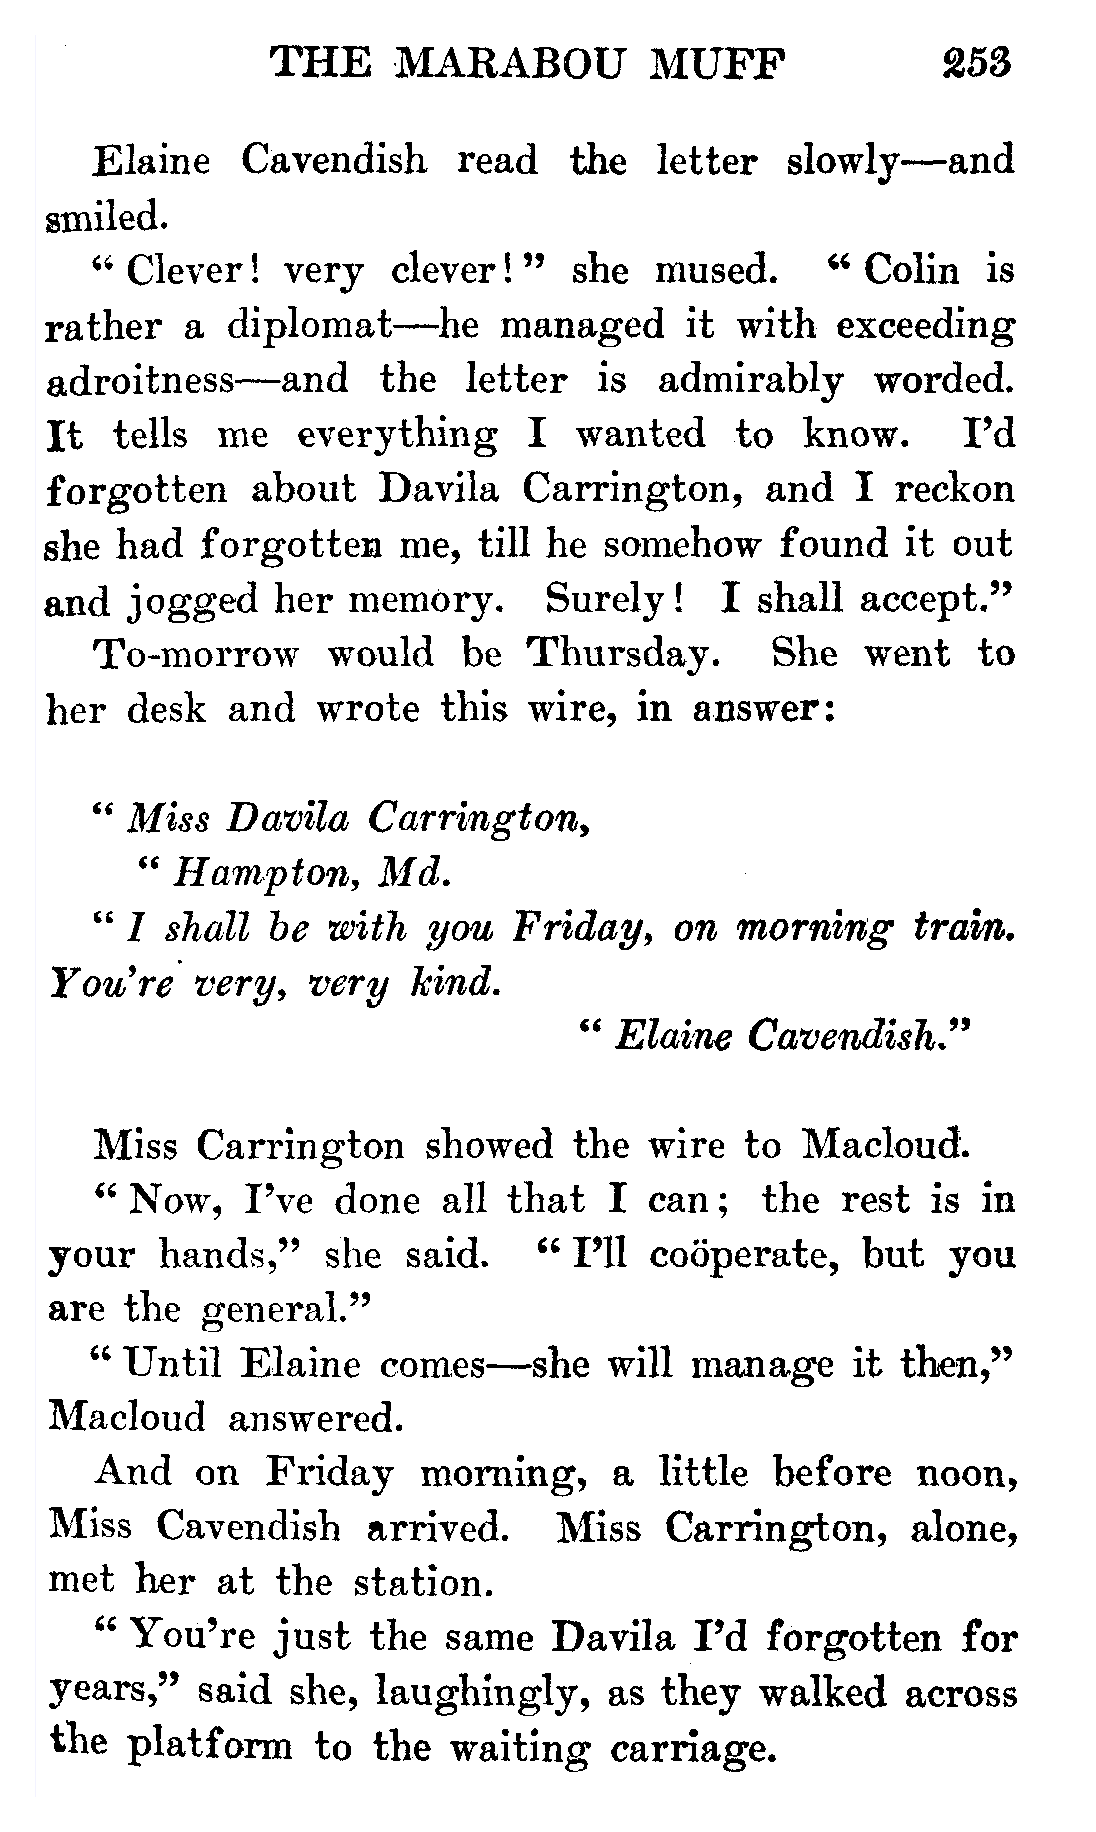 THE MARABOU MUFF 253
Elaine Cavendish read the letter slowly—and
smiled.
“ Clever! very clever!” she mused. “ Colin is
rather a diplomat—he managed it with exceeding
adroitness—and the letter is admirably worded.
It tells me everything I wanted to know. I’d
forgotten about Davila Carrington, and I reckon
she had forgotten me, till he somehow found it out
and jogged her memory. Surely! I shall accept.”
To-morrow would be Thursday. She went to
her desk and wrote this wire, in answer:
“ Miss Davila Carrington,
“ Hampton, Md.
“ I shall be with you Friday, on morning train.
You’re very, very kind.
“ Elaine Cavendish.”
Miss Carrington showed the wire to Macloud.
“ Now, I’ve done all that I can; the rest is in
your hands,” she said. “ I’ll coöperate, but you
are the general.”
“ Until Elaine comes—she will manage it then,”
Macloud answered.
And on Friday morning, a little before noon,
Miss Cavendish arrived. Miss Carrington, alone,
met her at the station.
“ You’re just the same Davila I’d forgotten for
years,” said she, laughingly, as they walked across
the platform to the waiting carriage.